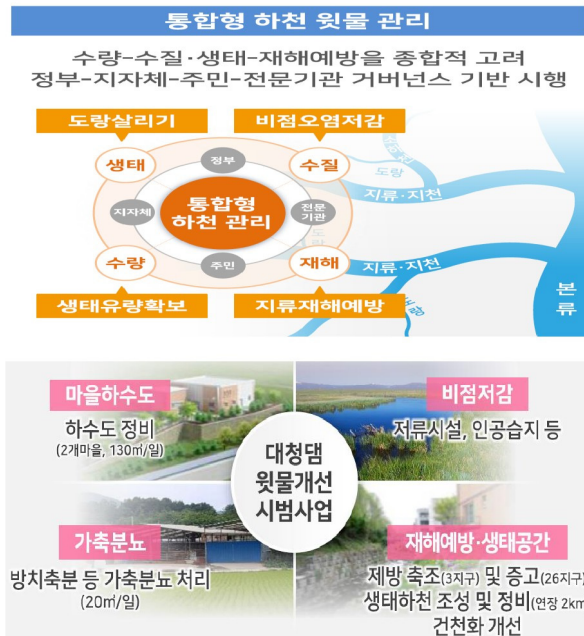 통합형 하천 윗물 관리
수량-수질·생태-재해예방을 종합적 고려
정부-지자체-주민-전문기관 거버넌스 기반 시행
도랑살리기
비점오염저감
생태
정부
수질
도랑
지류·지천
지자체
통합형
하천 관리
전문
기관
수량
주민
재해
지류·지천
생태유량확보
지류재해예방
도랑
본
류
마을하수도
하수도 정비
(2개마을, 130㎥/일)
비점저감
저류시설, 인공습지 등
대청댐
윗물개선
시범사업
가축분뇨
방치축분 등 가축분뇨 처리
(20㎥/일)
재해예방·생태공간
제방 축조(3지구) 및 증고(26지구)
생태하천 조성 및 정비(연장 2km
건천화 개선